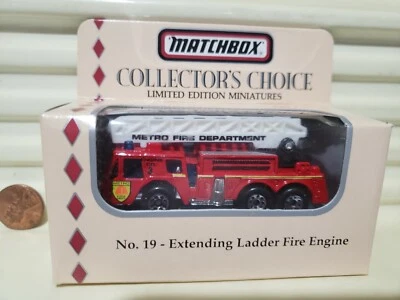 MATCHBOX
COLLECTOR'S CHOICE
LIMITED EDITION MINIATURES
METRO FIRE DEPARTMENT
No. 19 - Extending Ladder Fire Engine